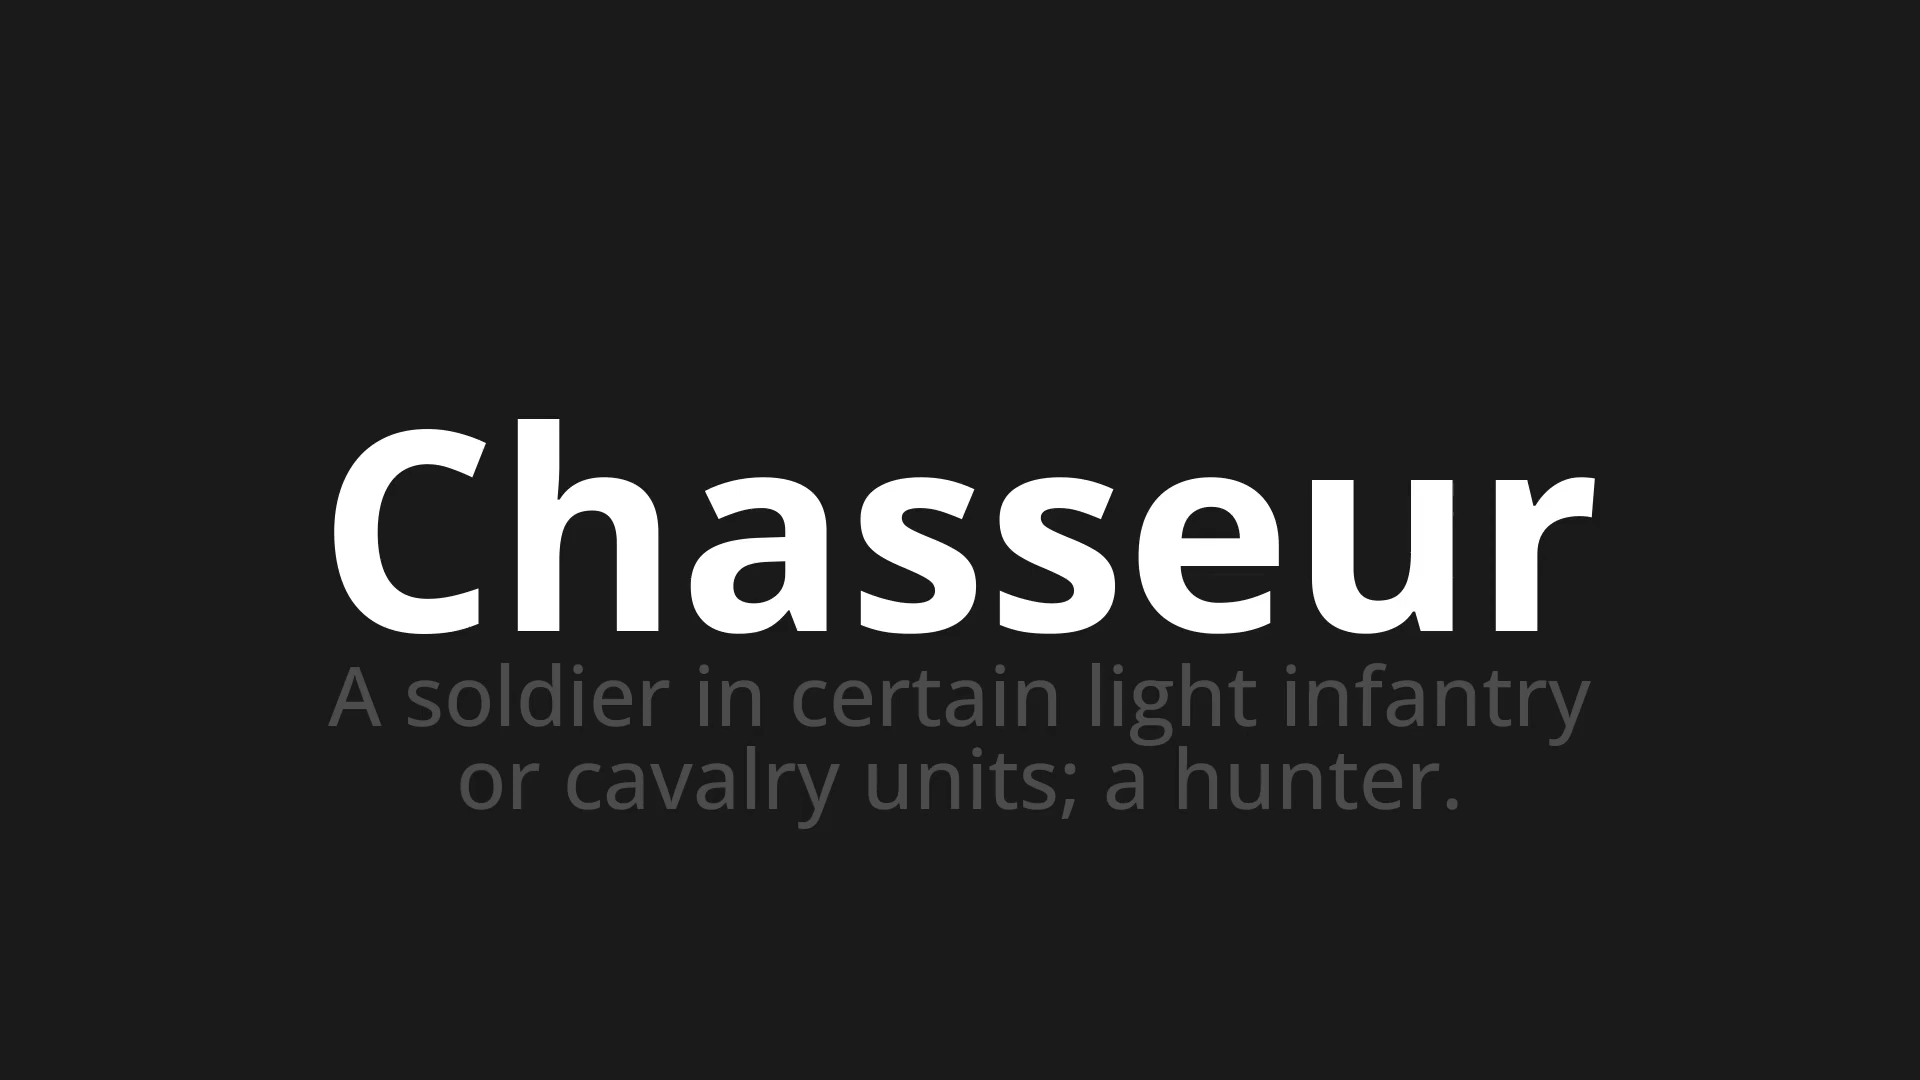 Chasseur
A soldier in certain light infantry
or cavalry units; a hunter.